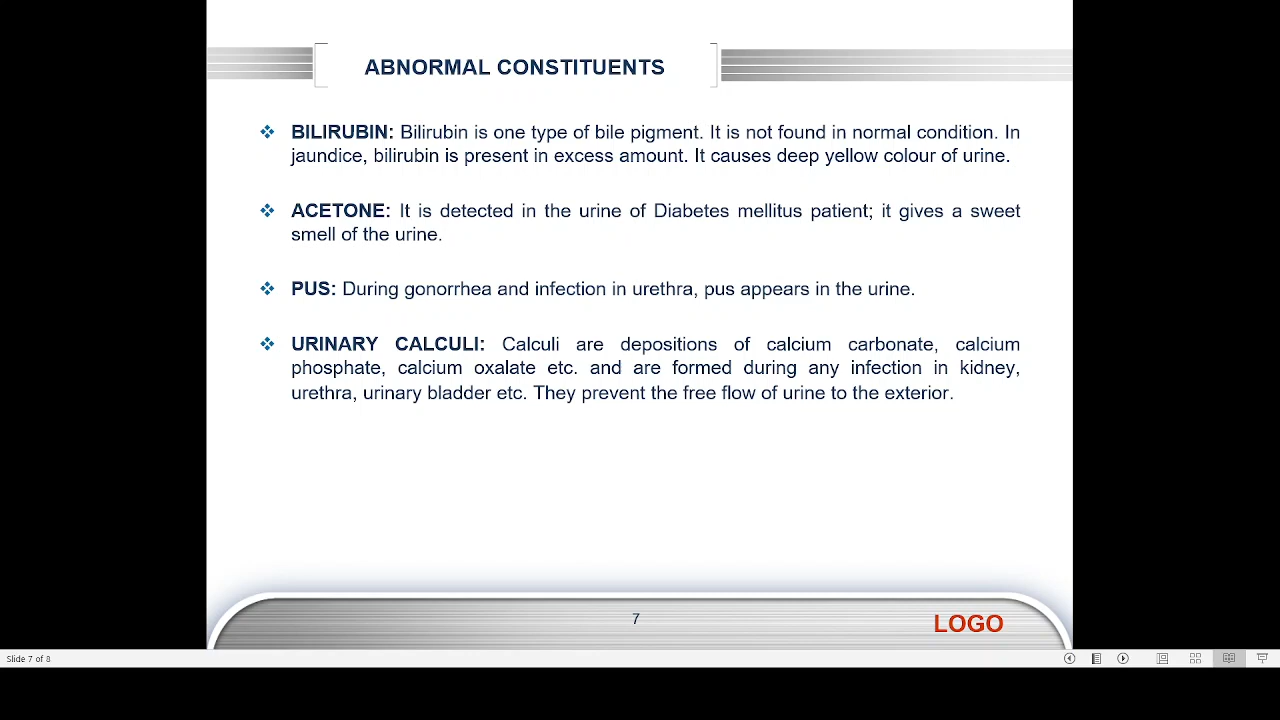 ABNORMAL CONSTITUENTS
BILIRUBIN: Bilirubin is one type of bile pigment. It is not found in normal condition. In
jaundice, bilirubin is present in excess amount. It causes deep yellow colour of urine.
ACETONE: It is detected in the urine of Diabetes mellitus patient; it gives a sweet
smell of the urine.
PUS: During gonorrhea and infection in urethra, pus appears in the urine.
URINARY CALCULI: Calculi are depositions of calcium carbonate, calcium
phosphate, calcium oxalate etc. and are formed during any infection in kidney,
urethra, urinary bladder etc. They prevent the free flow of urine to the exterior.
7
LOGO
Slide 7 of 8